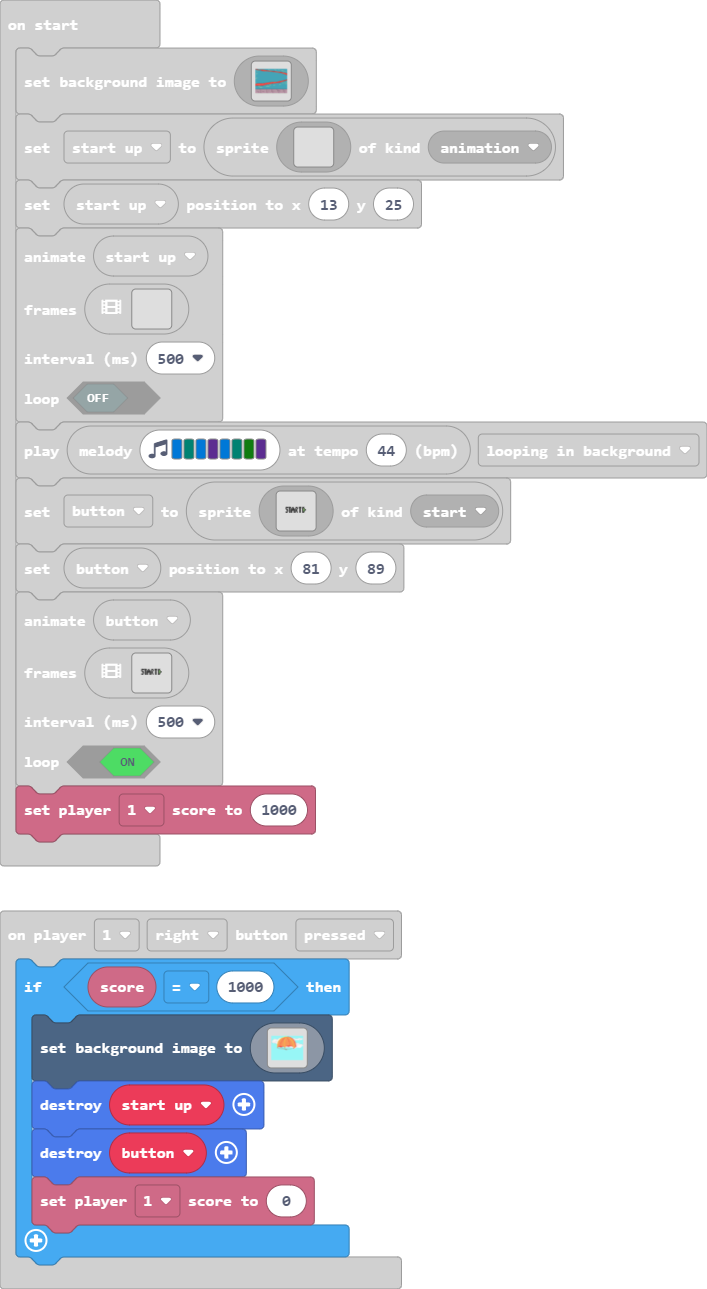 on start
set background image to
set start up to sprite of kind animation
set start up position to x 13 y 25
animate start up
frames
interval (ms) 500
loop OFF
play melody at tempo 44 (bpm) looping in background
set button to sprite START of kind start
set button position to x 81 y 89
animate button
frames START
interval (ms) 500
loop ON
set player 1 score to 1000
on player 1 right button pressed
if score = 1000 then
set background image to
destroy start up
destroy button
set player 1 score to 0